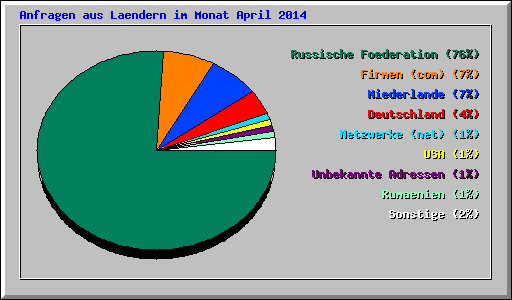 Anfragen aus Laendern im Monat April 2014
Russische Foederation (76%)
Firmen (com) (7%)
Niederlande (7%)
Deutschland (4%)
Netzwerke (net) (1%)
USA (1%)
Unbekannte Adressen (1%)
Rumaenien (1%)
Sonstige (2%)